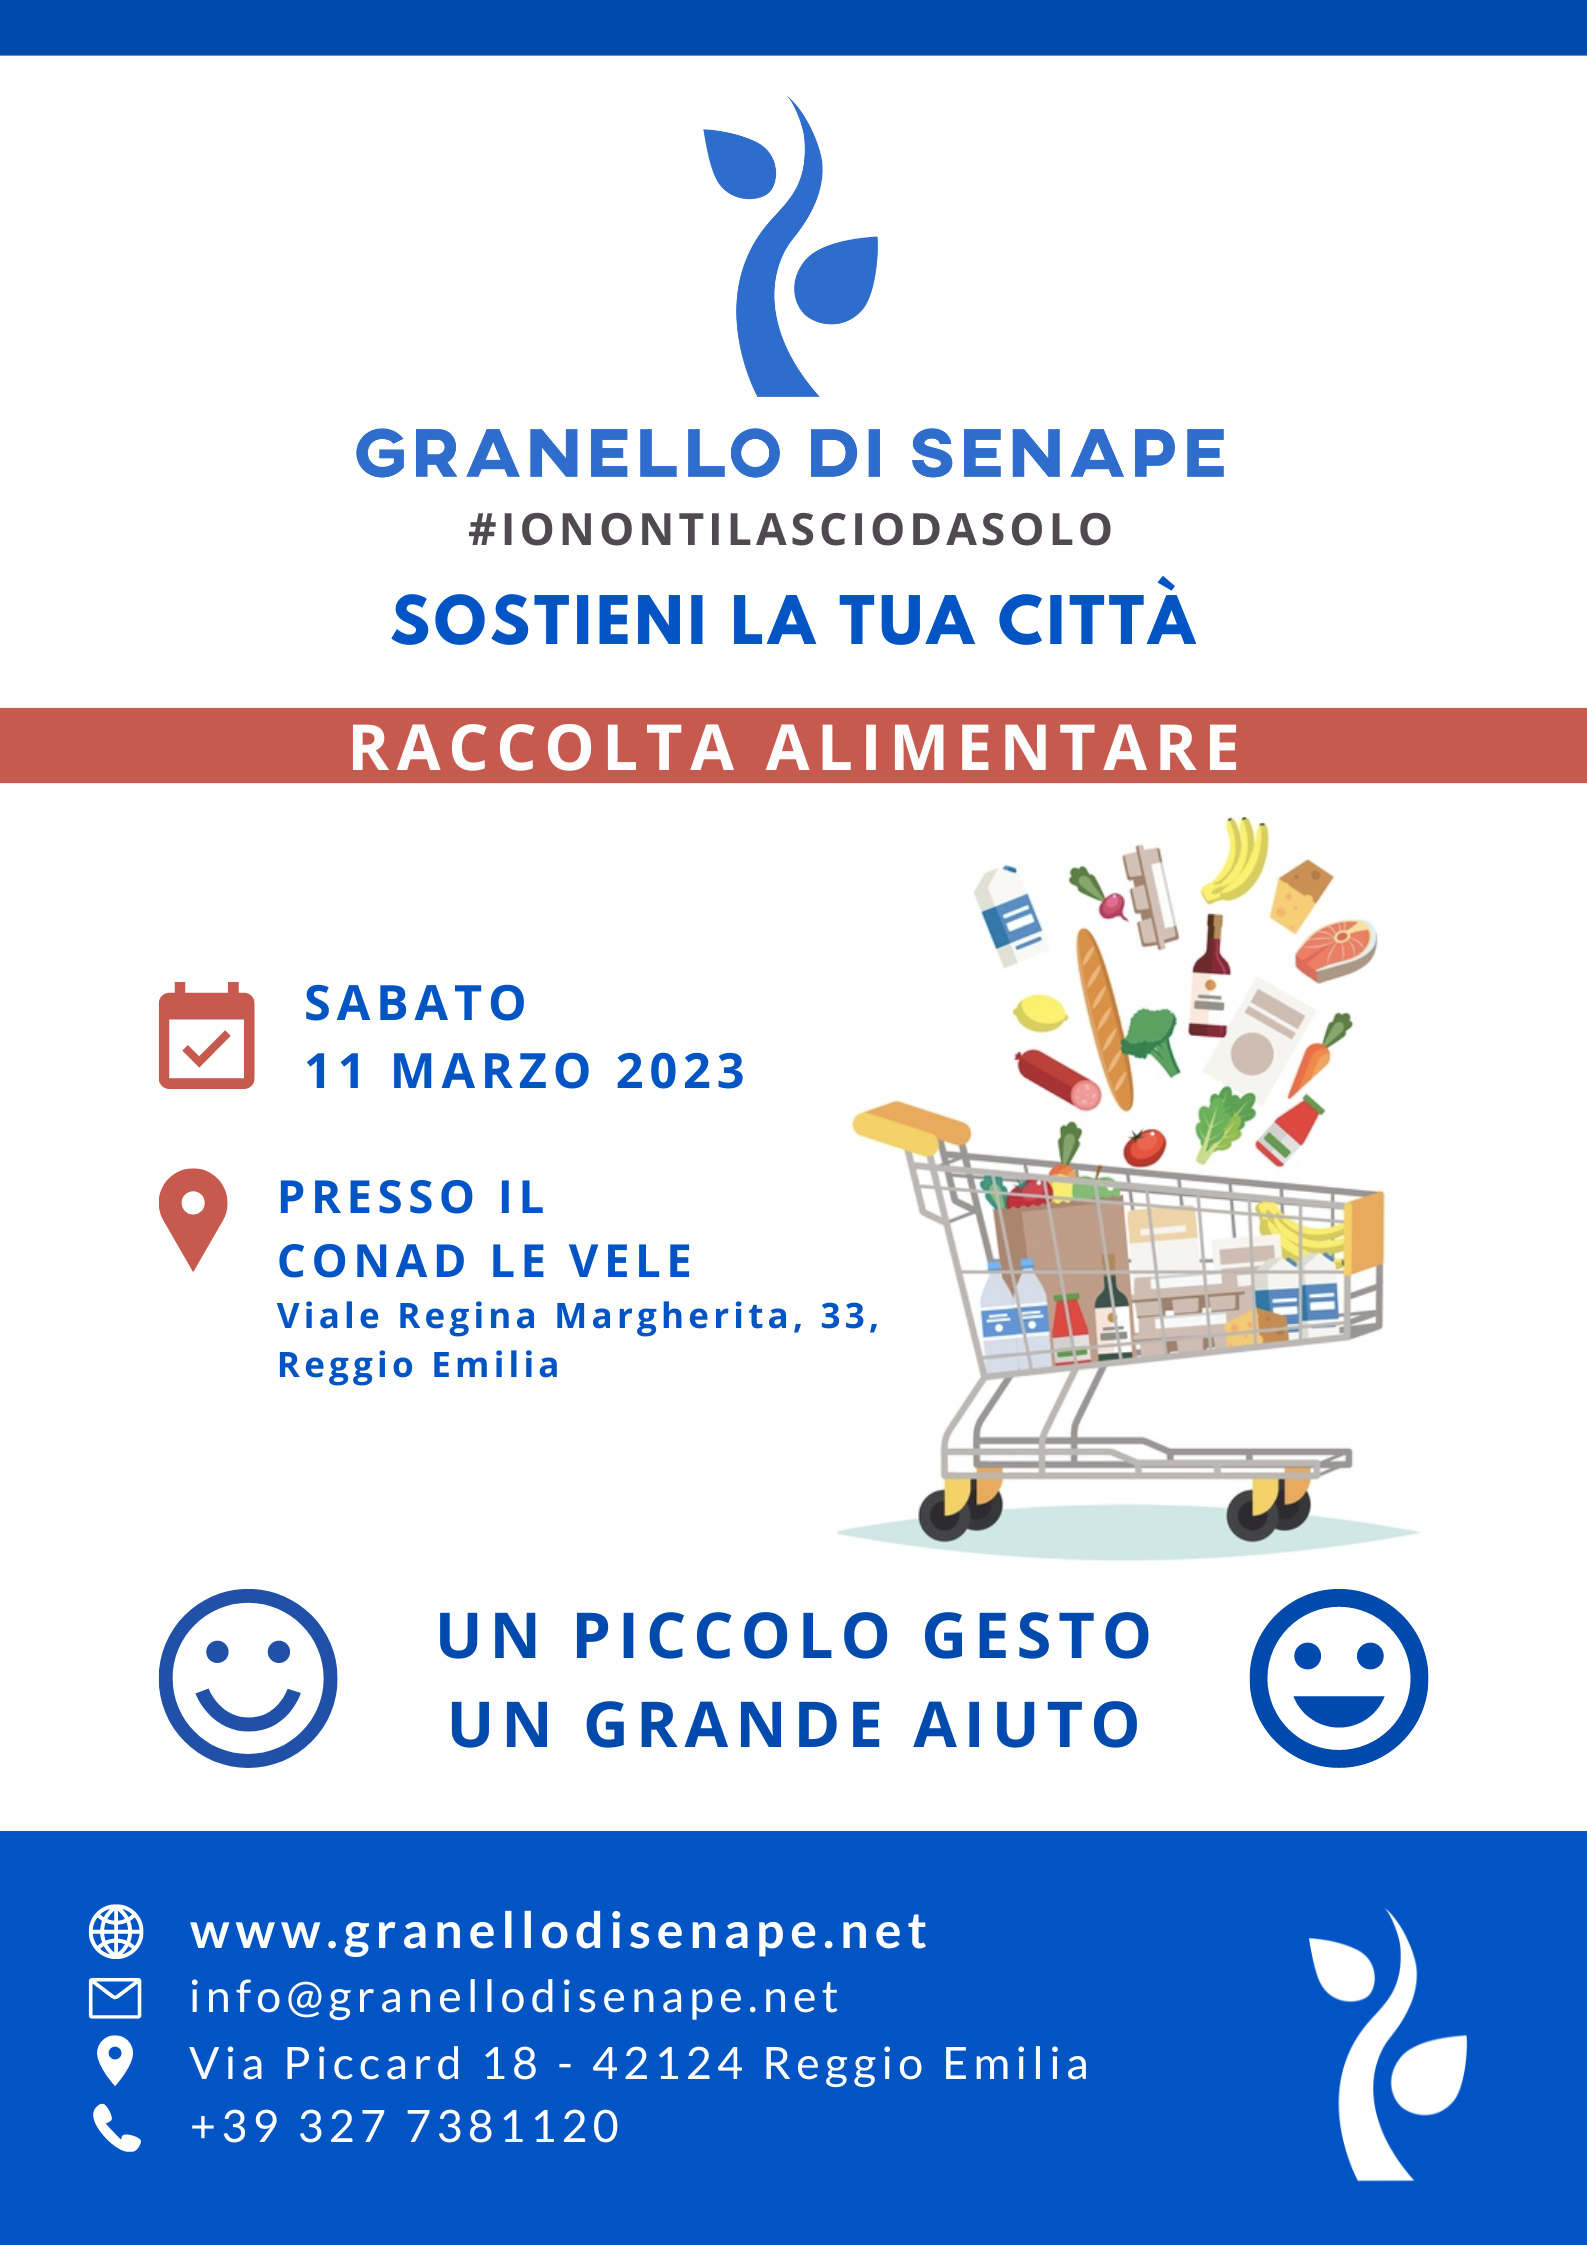 GRANELLO DI SENAPE
#IONONTILASCIODASOLO
SOSTIENI LA TUA CITTÀ
RACCOLTA ALIMENTARE
SABATO
11 MARZO 2023
PRESSO IL
CONAD LE VELE
Viale Regina Margherita, 33,
Reggio Emilia
UN PICCOLO GESTO
UN GRANDE AIUTO
www.granellodisenape.net
info@granellodisenape.net
Via Piccard 18 - 42124 Reggio Emilia
+39 327 7381120